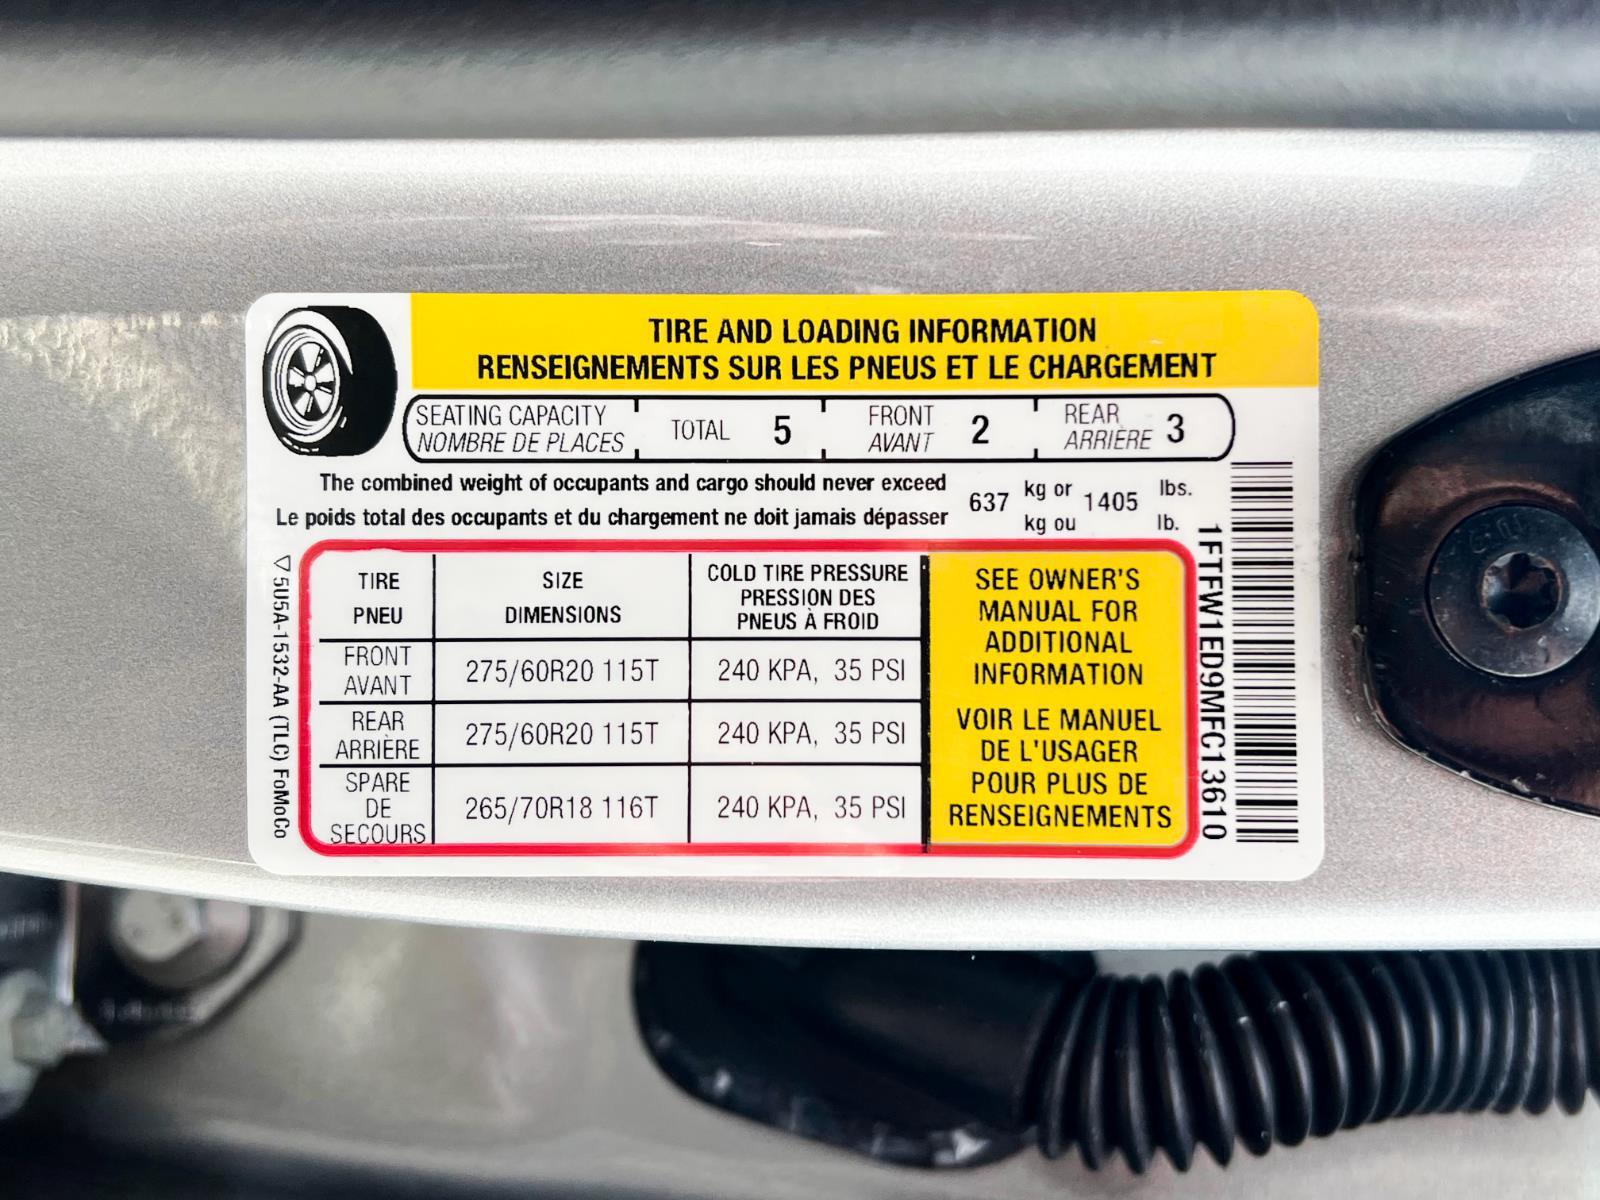 TIRE AND LOADING INFORMATION
RENSEIGNEMENTS SUR LES PNEUS ET LE CHARGEMENT
SEATING CAPACITY
NOMBRE DE PLACES
TOTAL 5
FRONT
AVANT 2
REAR
ARRIÈRE 3
The combined weight of occupants and cargo should never exceed 637 kg or 1405 lbs.
Le poids total des occupants et du chargement ne doit jamais dépasser kg ou lb.
TIRE
PNEU
SIZE
DIMENSIONS
COLD TIRE PRESSURE
PRESSION DES
PNEUS À FROID
FRONT
AVANT
275/60R20 115T
240 KPA, 35 PSI
REAR
ARRIÈRE
275/60R20 115T
240 KPA, 35 PSI
SPARE
DE
SECOURS
265/70R18 116T
240 KPA, 35 PSI
SEE OWNER'S
MANUAL FOR
ADDITIONAL
INFORMATION
VOIR LE MANUEL
DE L'USAGER
POUR PLUS DE
RENSEIGNEMENTS
5U5A-1532-AA (TLC) FoMoCo
1FTFW1ED9MFC13610